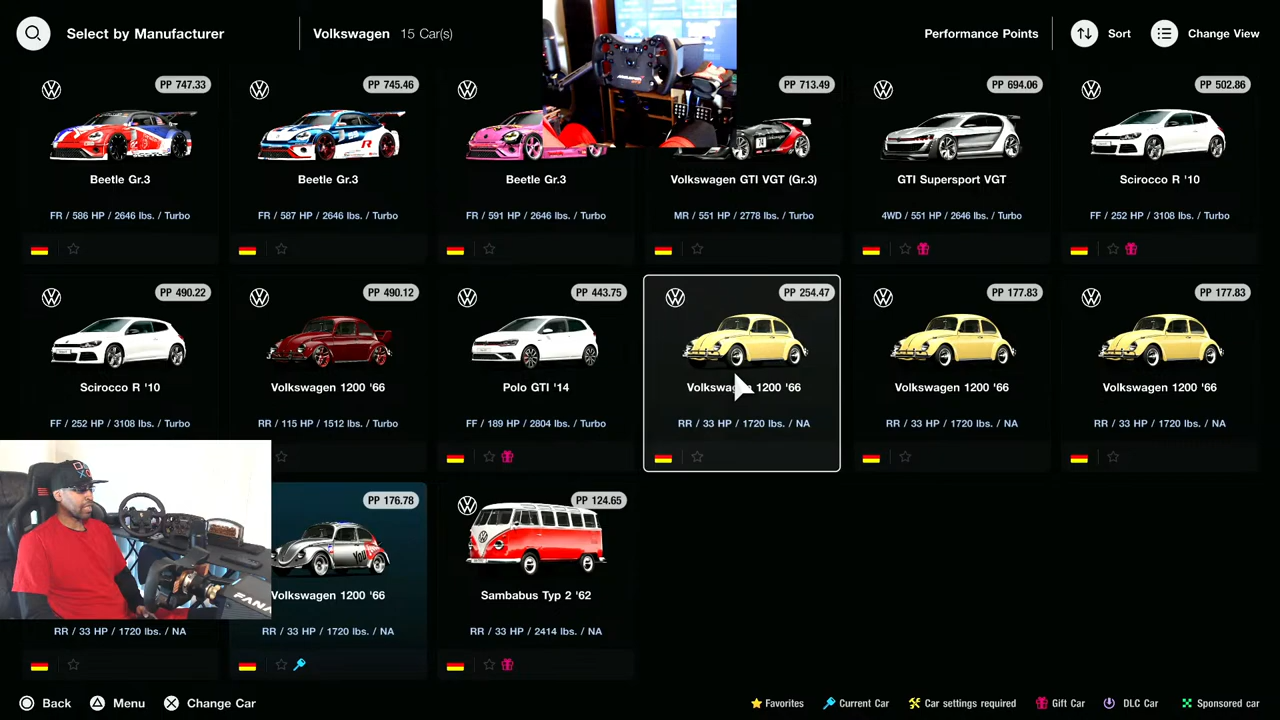 Select by Manufacturer
Volkswagen 15 Car(s)
Performance Points
Sort
Change View
PP 747.33
PP 745.46
PP 713.49
PP 694.06
PP 502.86
Beetle Gr.3
Beetle Gr.3
Beetle Gr.3
Volkswagen GTI VGT (Gr.3)
GTI Supersport VGT
Scirocco R '10
FR / 586 HP / 2646 lbs. / Turbo
FR / 587 HP / 2646 lbs. / Turbo
FR / 591 HP / 2646 lbs. / Turbo
MR / 551 HP / 2778 lbs. / Turbo
4WD / 551 HP / 2646 lbs. / Turbo
FF / 252 HP / 3108 lbs. / Turbo
PP 490.22
PP 490.12
PP 443.75
PP 254.47
PP 177.83
PP 177.83
Scirocco R '10
Volkswagen 1200 '66
Polo GTI '14
Volkswagen 1200 '66
Volkswagen 1200 '66
Volkswagen 1200 '66
FF / 252 HP / 3108 lbs. / Turbo
RR / 115 HP / 1512 lbs. / Turbo
FF / 189 HP / 2804 lbs. / Turbo
RR / 33 HP / 1720 lbs. / NA
RR / 33 HP / 1720 lbs. / NA
RR / 33 HP / 1720 lbs. / NA
PP 176.78
PP 124.65
Volkswagen 1200 '66
Sambabus Typ 2 '62
RR / 33 HP / 1720 lbs. / NA
RR / 33 HP / 1720 lbs. / NA
RR / 33 HP / 2414 lbs. / NA
Back
Menu
Change Car
Favorites
Current Car
Car settings required
Gift Car
DLC Car
Sponsored car